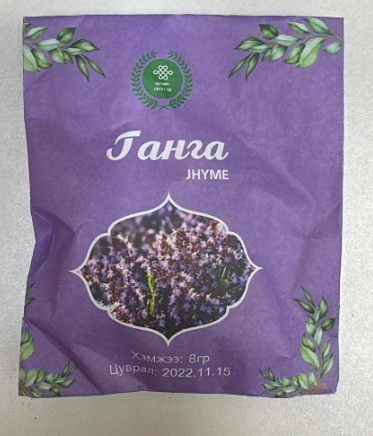 Ганга
JHYME
Хэмжээ: 8гр
Цуврал: 2022.11.15